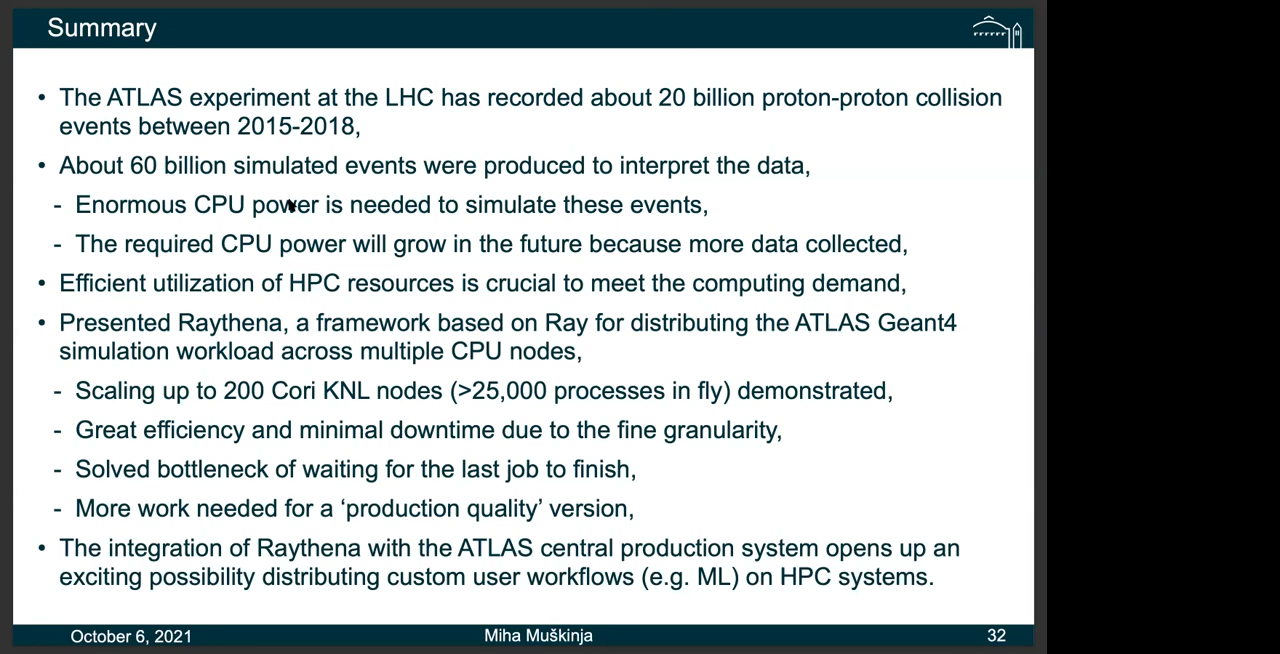 Summary
• The ATLAS experiment at the LHC has recorded about 20 billion proton-proton collision
events between 2015-2018,
• About 60 billion simulated events were produced to interpret the data,
- Enormous CPU power is needed to simulate these events,
- The required CPU power will grow in the future because more data collected,
• Efficient utilization of HPC resources is crucial to meet the computing demand,
• Presented Raythena, a framework based on Ray for distributing the ATLAS Geant4
simulation workload across multiple CPU nodes,
- Scaling up to 200 Cori KNL nodes (>25,000 processes in fly) demonstrated,
- Great efficiency and minimal downtime due to the fine granularity,
- Solved bottleneck of waiting for the last job to finish,
- More work needed for a ‘production quality’ version,
• The integration of Raythena with the ATLAS central production system opens up an
exciting possibility distributing custom user workflows (e.g. ML) on HPC systems.
October 6, 2021 Miha Muškinja 32